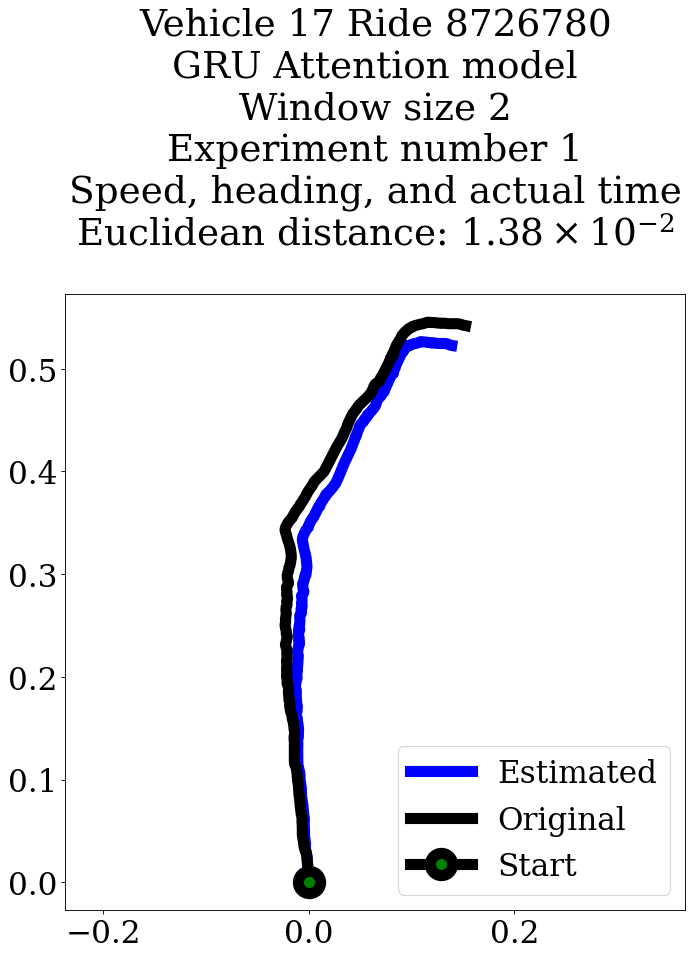 Vehicle 17 Ride 8726780
GRU Attention model
Window size 2
Experiment number 1
Speed, heading, and actual time
Euclidean distance: 1.38 × 10⁻²
0.5
0.4
0.3
0.2
0.1
0.0
−0.2
0.0
0.2
Estimated
Original
Start